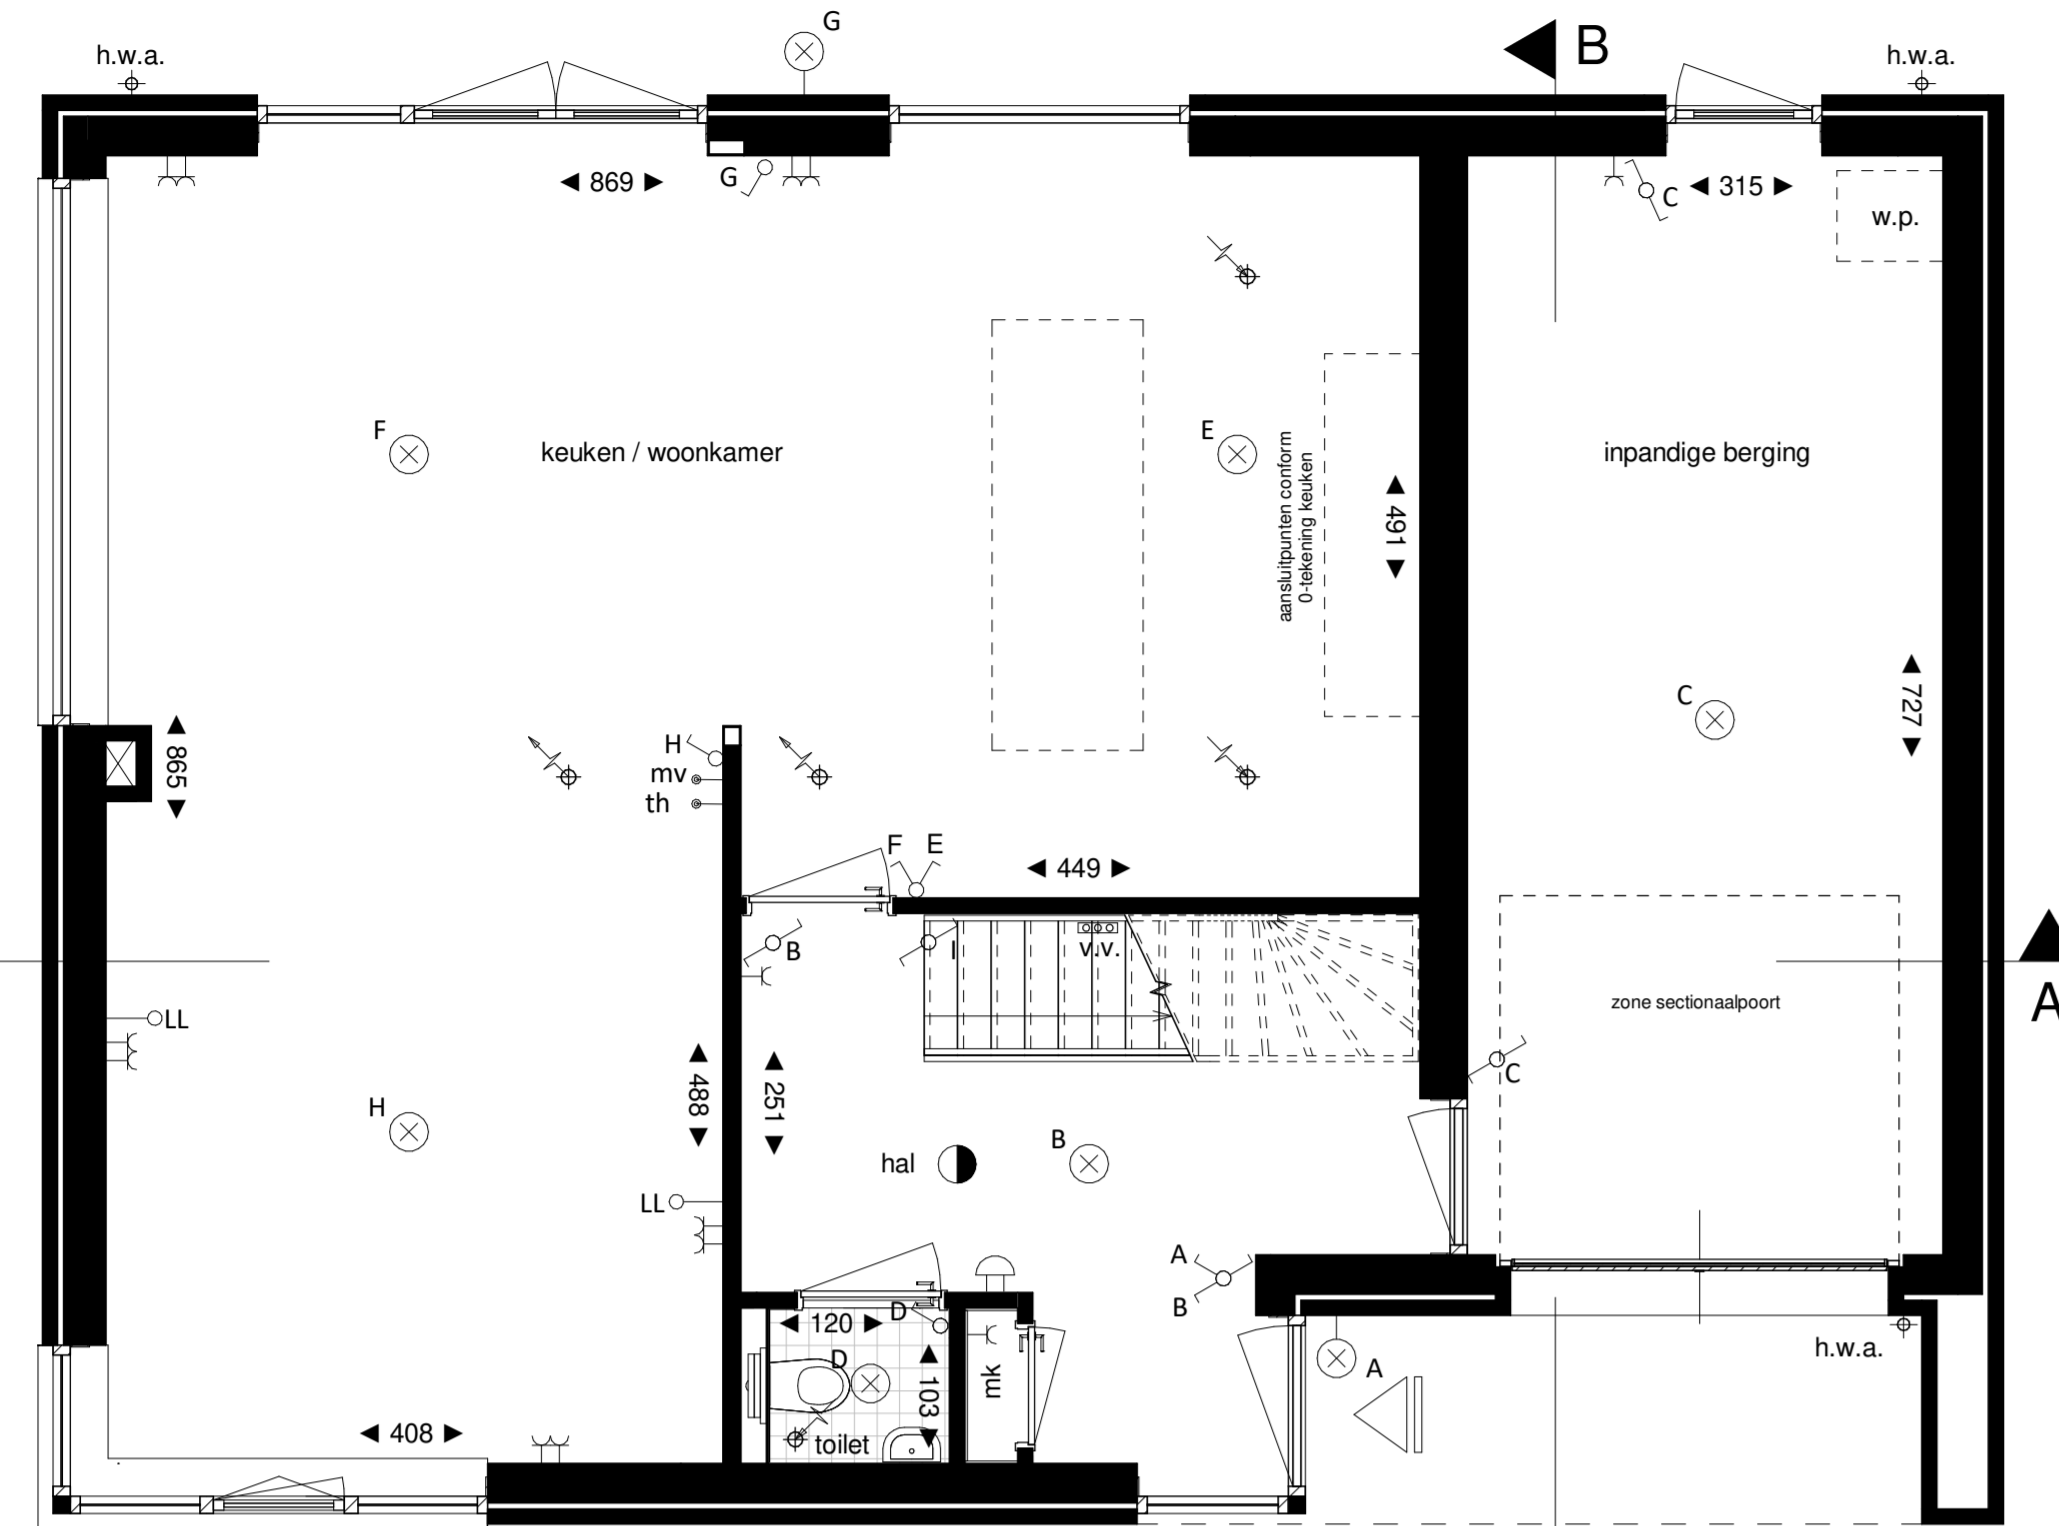 G
B
h.w.a.
h.w.a.
869
G
315
C
w.p.
F
keuken / woonkamer
E
aansluitpunten conform
0-tekening keuken
inpandige berging
491
C
727
H
mv
th
865
F E
449
B
I
v.v.
zone sectionaalpoort
A
LL
C
488
251
H
hal
B
LL
A
B
D
120
D
103
mk
toilet
A
h.w.a.
408